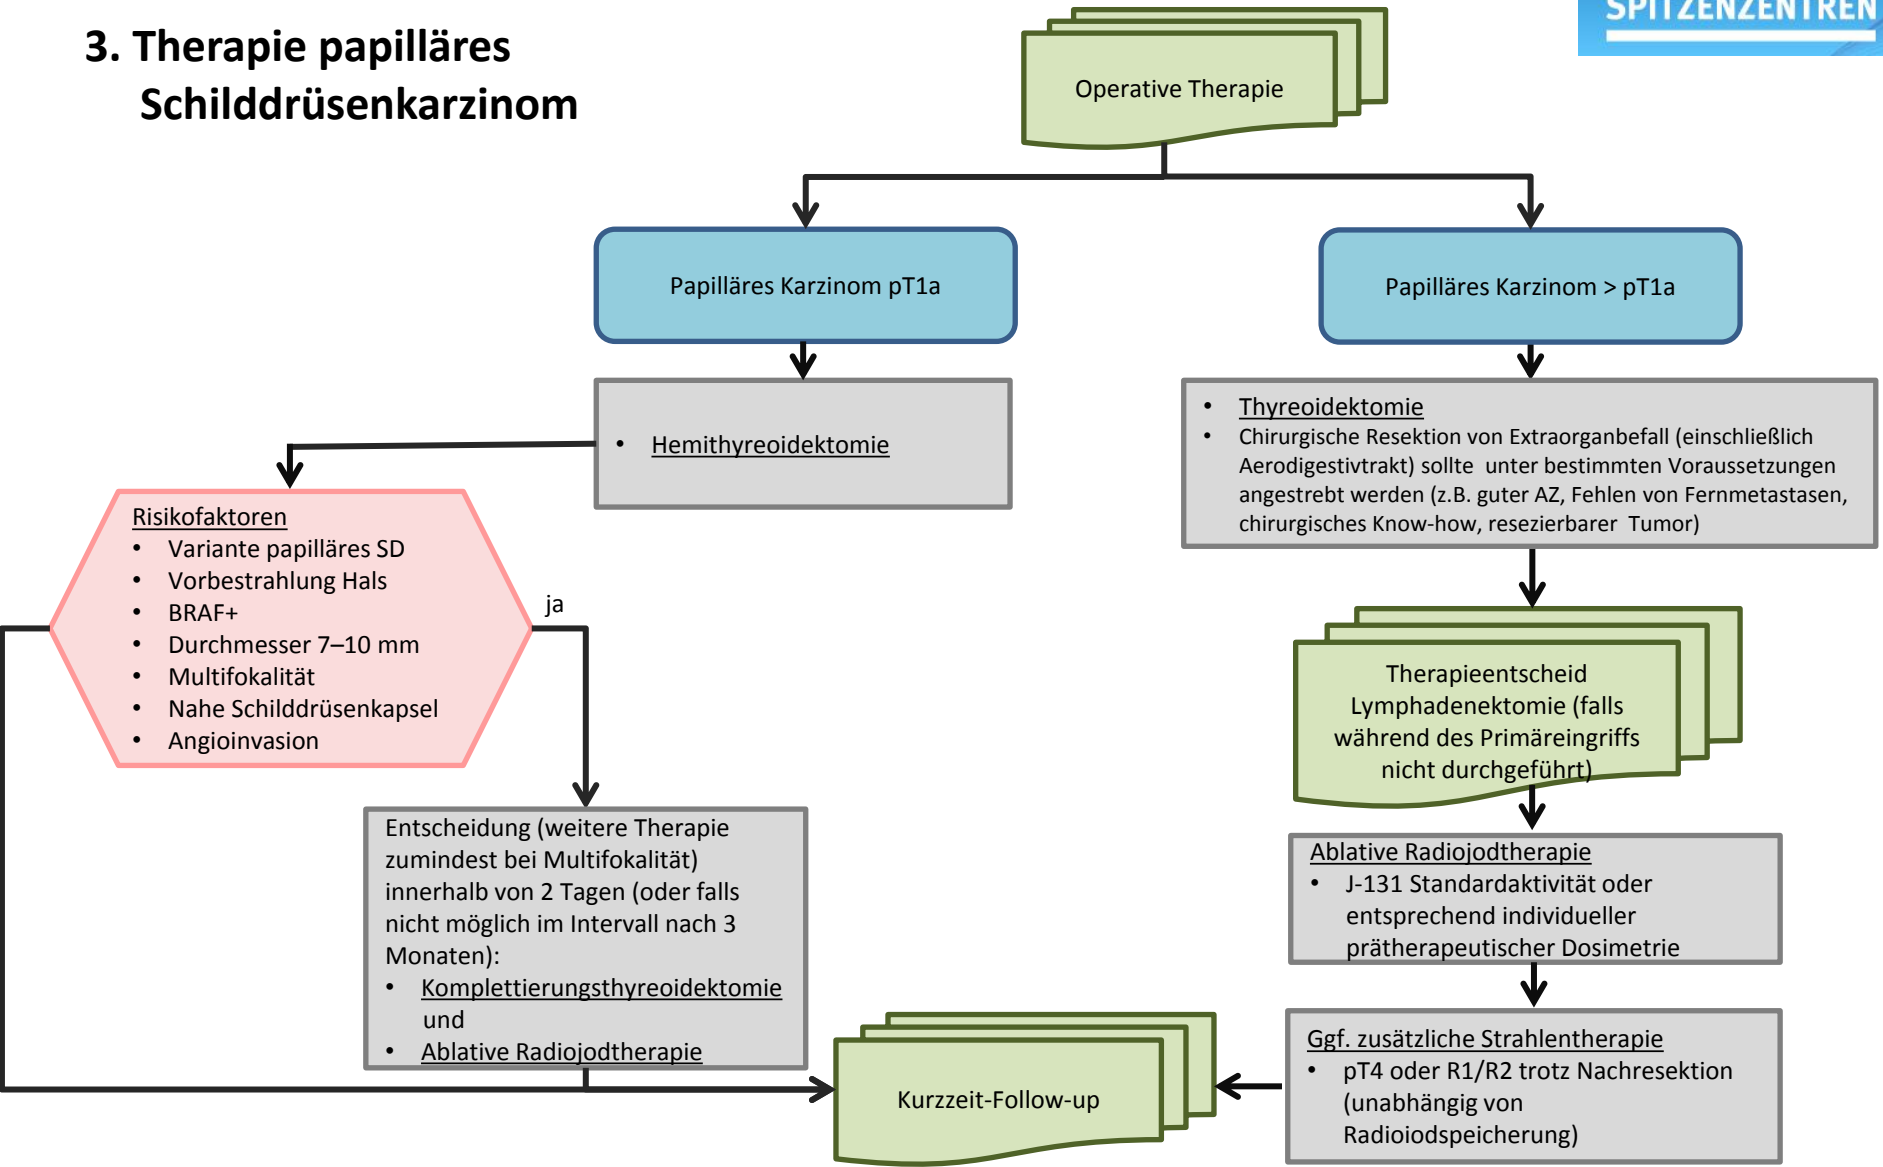 SPITZENZENTREN
3. Therapie papilläres
Schilddrüsenkarzinom
Operative Therapie
Papilläres Karzinom pT1a
Papilläres Karzinom > pT1a
• Hemithyreoidektomie
• Thyreoidektomie
• Chirurgische Resektion von Extraorganbefall (einschließlich
Aerodigestivtrakt) sollte unter bestimmten Voraussetzungen
angestrebt werden (z.B. guter AZ, Fehlen von Fernmetastasen,
chirurgisches Know-how, resezierbarer Tumor)
Risikofaktoren
• Variante papilläres SD
• Vorbestrahlung Hals
• BRAF+
• Durchmesser 7–10 mm
• Multifokalität
• Nahe Schilddrüsenkapsel
• Angioinvasion
ja
Therapieentscheid
Lymphadenektomie (falls
während des Primäreingriffs
nicht durchgeführt)
Entscheidung (weitere Therapie
zumindest bei Multifokalität)
innerhalb von 2 Tagen (oder falls
nicht möglich im Intervall nach 3
Monaten):
• Komplettierungsthyreoidektomie
und
• Ablative Radiojodtherapie
Ablative Radiojodtherapie
• J-131 Standardaktivität oder
entsprechend individueller
prätherapeutischer Dosimetrie
Ggf. zusätzliche Strahlentherapie
• pT4 oder R1/R2 trotz Nachresektion
(unabhängig von
Radioiodspeicherung)
Kurzzeit-Follow-up